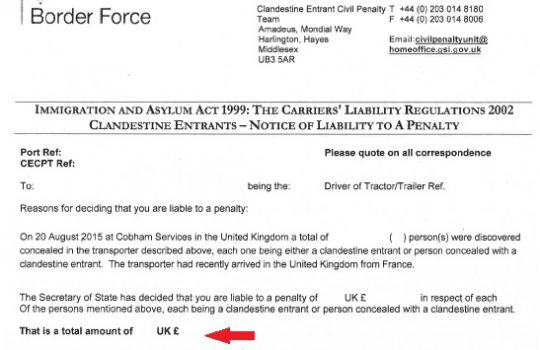 Border Force
Clandestine Entrant Civil Penalty T +44 (0) 203 014 8180
Team F +44 (0) 203 014 8006
Amadeus, Mondial Way
Harlington, Hayes Email:civilpenaltyunit@
Middlesex homeoffice.gsi.gov.uk
UB3 5AR
IMMIGRATION AND ASYLUM ACT 1999: THE CARRIERS' LIABILITY REGULATIONS 2002
CLANDESTINE ENTRANTS – NOTICE OF LIABILITY TO A PENALTY
Port Ref: Please quote on all correspondence
CECPT Ref:
To: being the: Driver of Tractor/Trailer Ref.
Reasons for deciding that you are liable to a penalty:
On 20 August 2015 at Cobham Services in the United Kingdom a total of ( ) person(s) were discovered
concealed in the transporter described above, each one being either a clandestine entrant or person concealed with a
clandestine entrant. The transporter had recently arrived in the United Kingdom from France.
The Secretary of State has decided that you are liable to a penalty of UK £ in respect of each
Of the persons mentioned above, each being a clandestine entrant or person concealed with a clandestine entrant.
That is a total amount of UK £